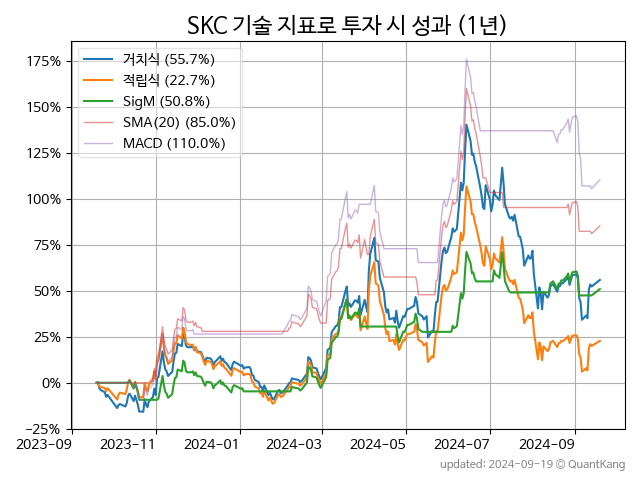 SKC 기술 지표로 투자 시 성과 (1년)
175%
150%
125%
100%
75%
50%
25%
0%
−25%
거치식 (55.7%)
적립식 (22.7%)
SigM (50.8%)
SMA(20) (85.0%)
MACD (110.0%)
2023-09 2023-11 2024-01 2024-03 2024-05 2024-07 2024-09
updated: 2024-09-19 © QuantKang